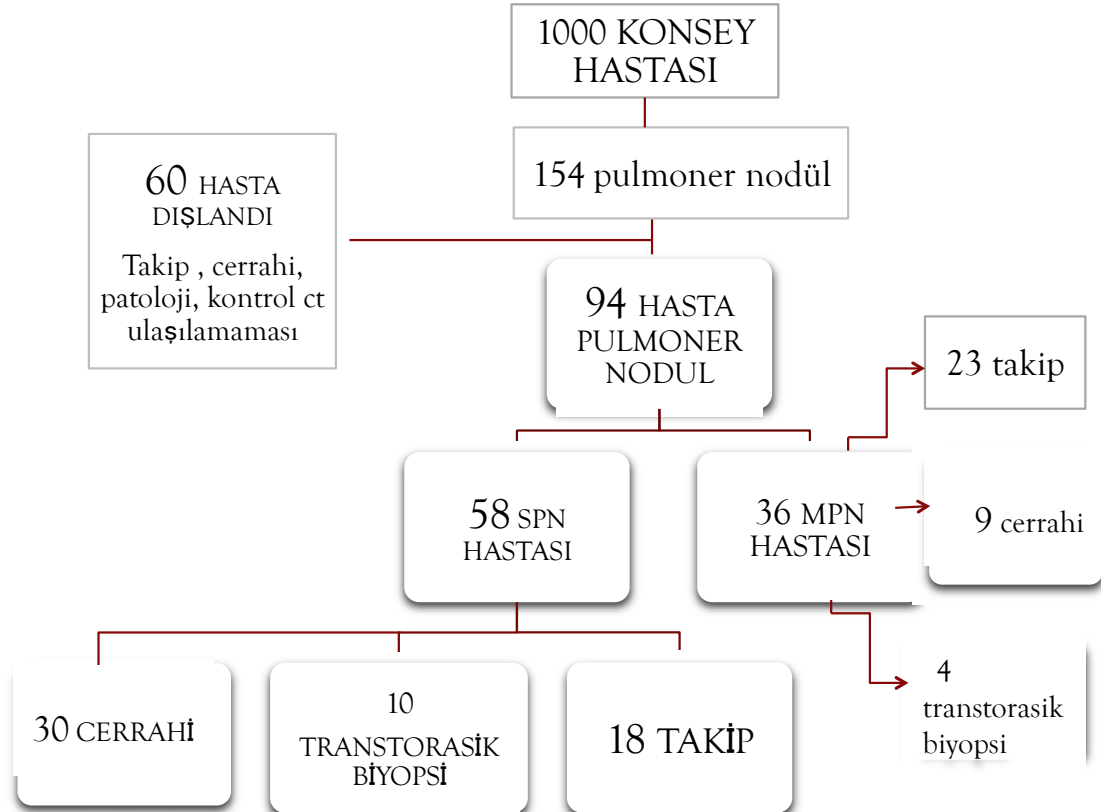 1000 KONSEY
HASTASI
154 pulmoner nodül
60 HASTA
DIŞLANDI
Takip , cerrahi,
patoloji, kontrol ct
ulaşılamaması
94 HASTA
PULMONER
NODUL
23 takip
58 SPN
HASTASI
36 MPN
HASTASI
9 cerrahi
30 CERRAHİ
10
TRANSTORASİK
BİYOPSİ
18 TAKİP
4
transtorasik
biyopsi